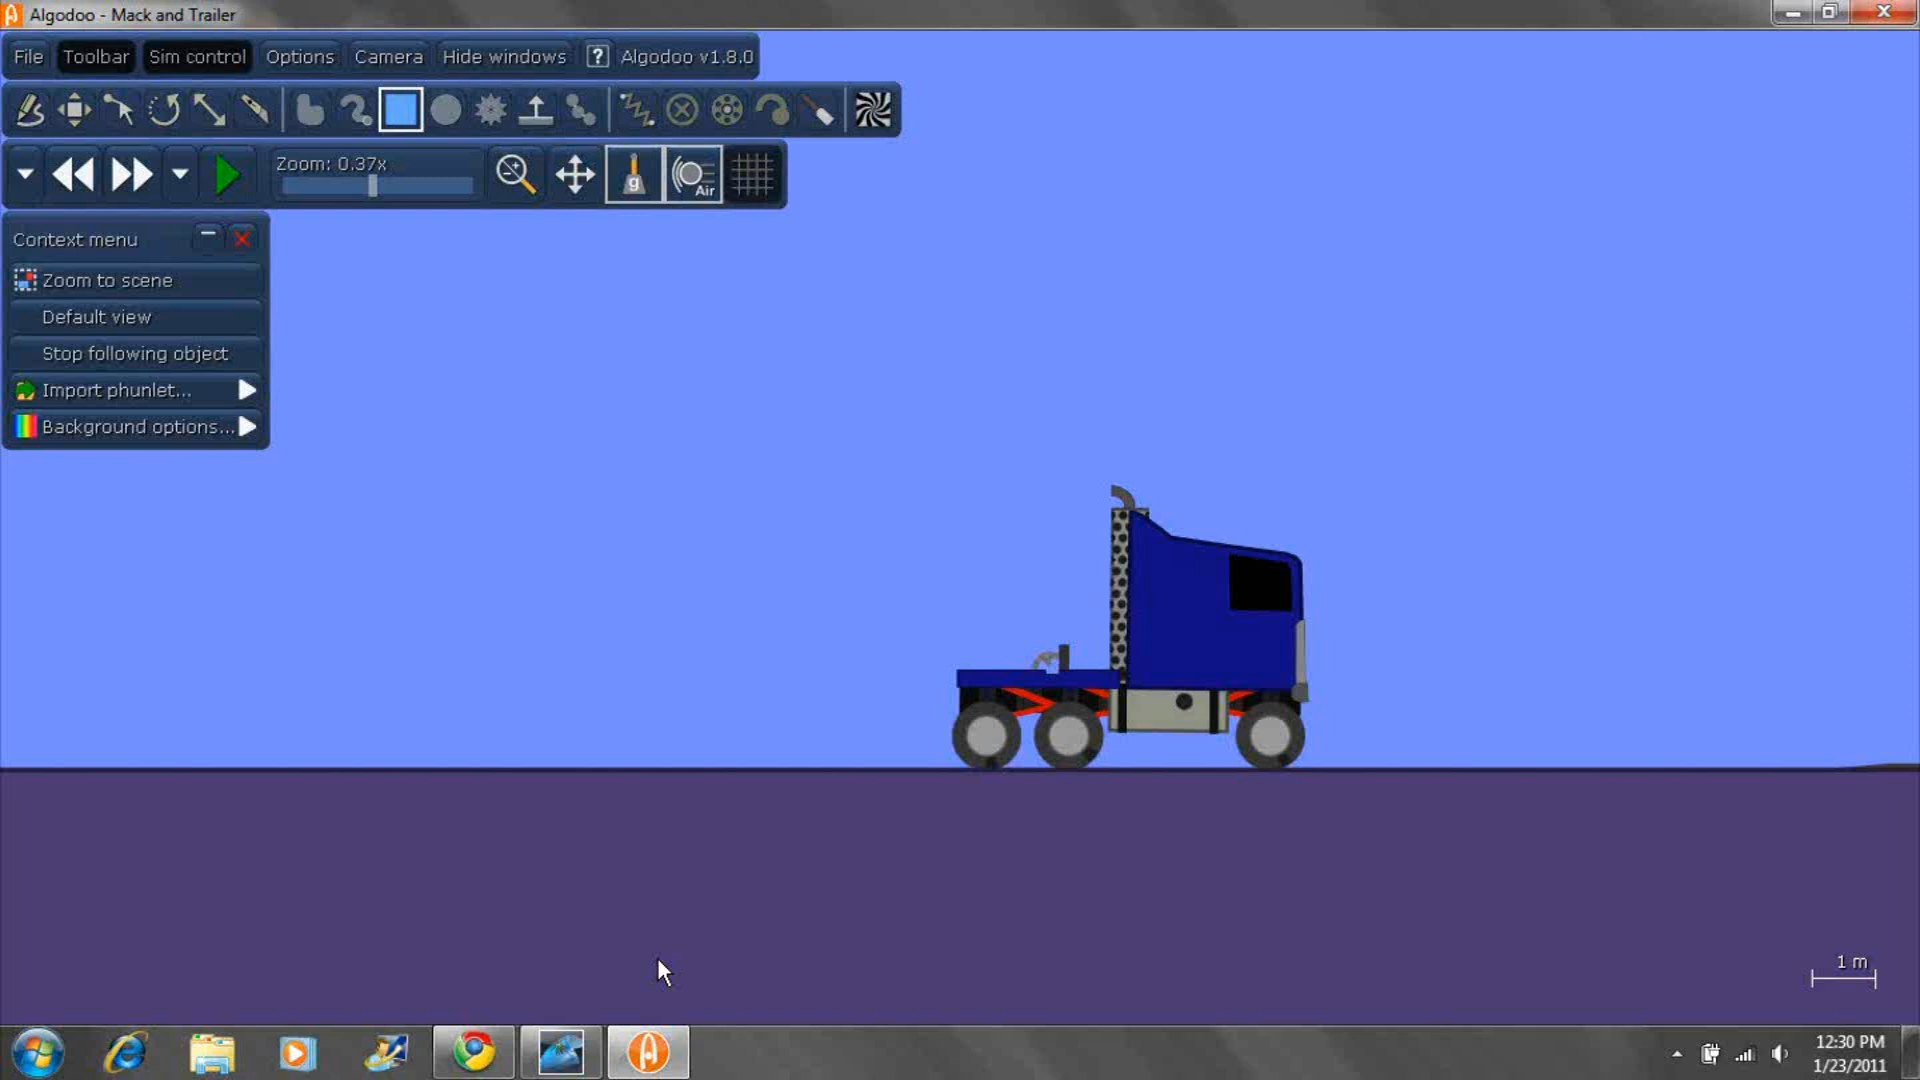 Algodoo - Mack and Trailer
File Toolbar Sim control Options Camera Hide windows ? Algodoo v1.8.0
Zoom: 0.37x
g
Air
Context menu
Zoom to scene
Default view
Stop following object
Import phunlet...
Background options...
1 m
12:30 PM
1/23/2011